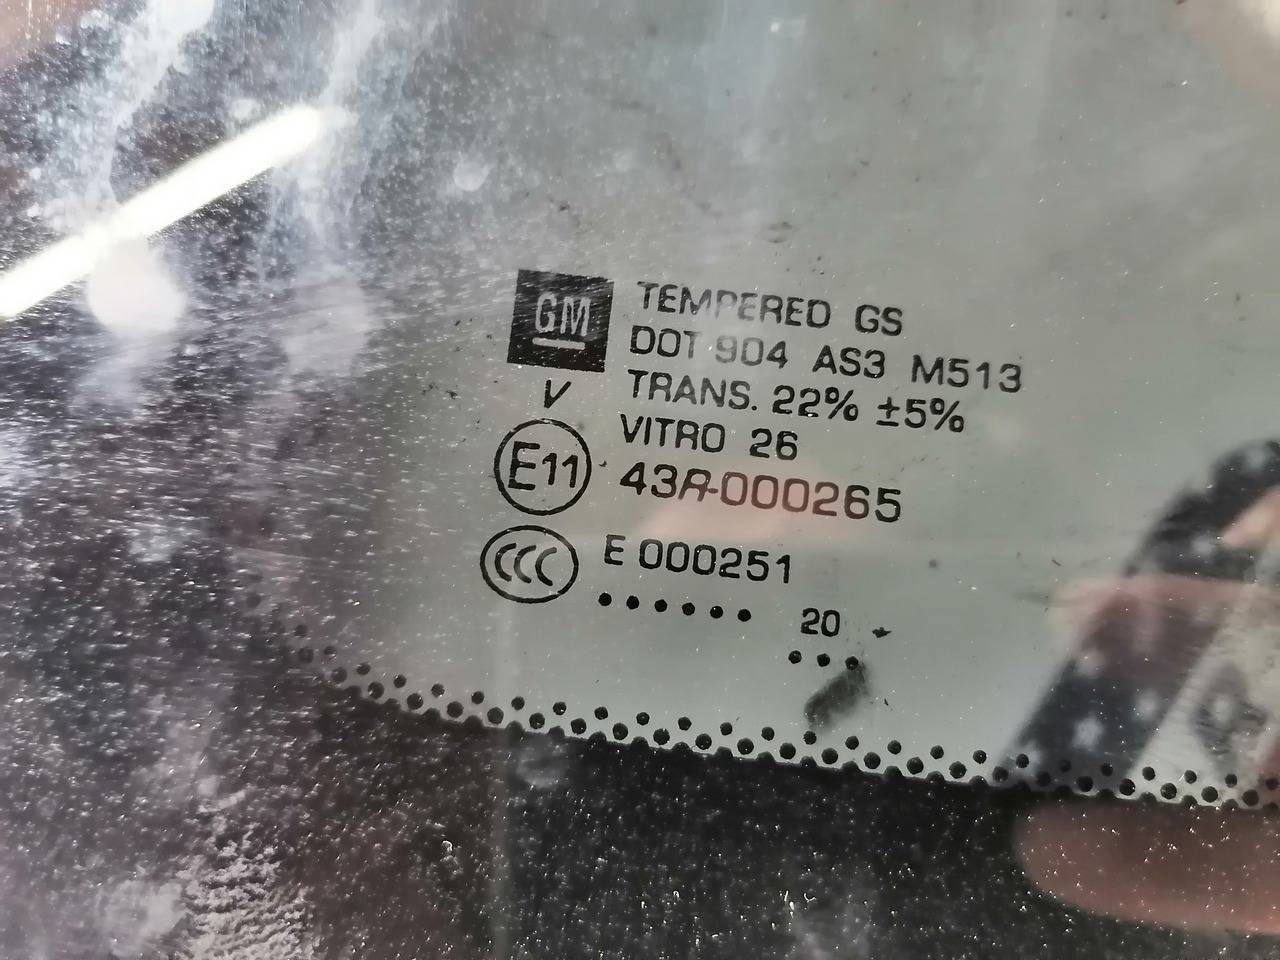 GM
TEMPERED GS
DOT 904 AS3 M513
TRANS. 22% ±5%
V
VITRO 26
E11 43R-000265
CCC E 000251
...... 20
...